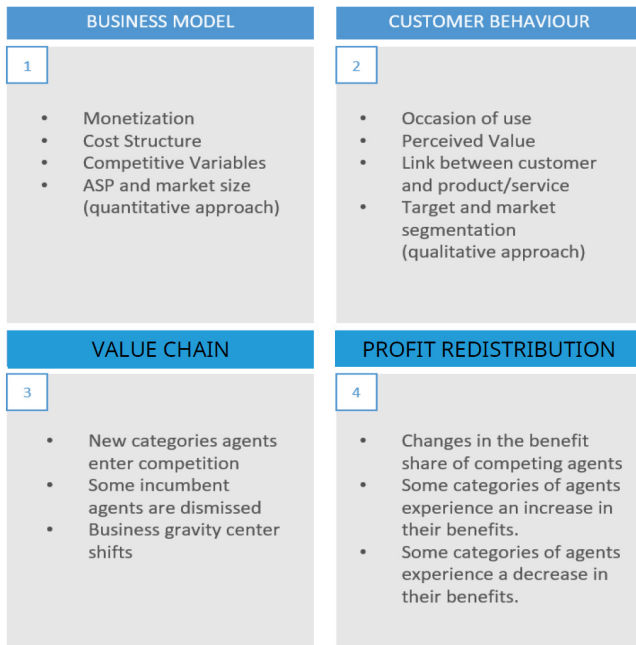 BUSINESS MODEL
1
• Monetization
• Cost Structure
• Competitive Variables
• ASP and market size
(quantitative approach)
CUSTOMER BEHAVIOUR
2
• Occasion of use
• Perceived Value
• Link between customer
and product/service
• Target and market
segmentation
(qualitative approach)
VALUE CHAIN
3
• New categories agents
enter competition
• Some incumbent
agents are dismissed
• Business gravity center
shifts
PROFIT REDISTRIBUTION
4
• Changes in the benefit
share of competing agents
• Some categories of agents
experience an increase in
their benefits.
• Some categories of agents
experience a decrease in
their benefits.